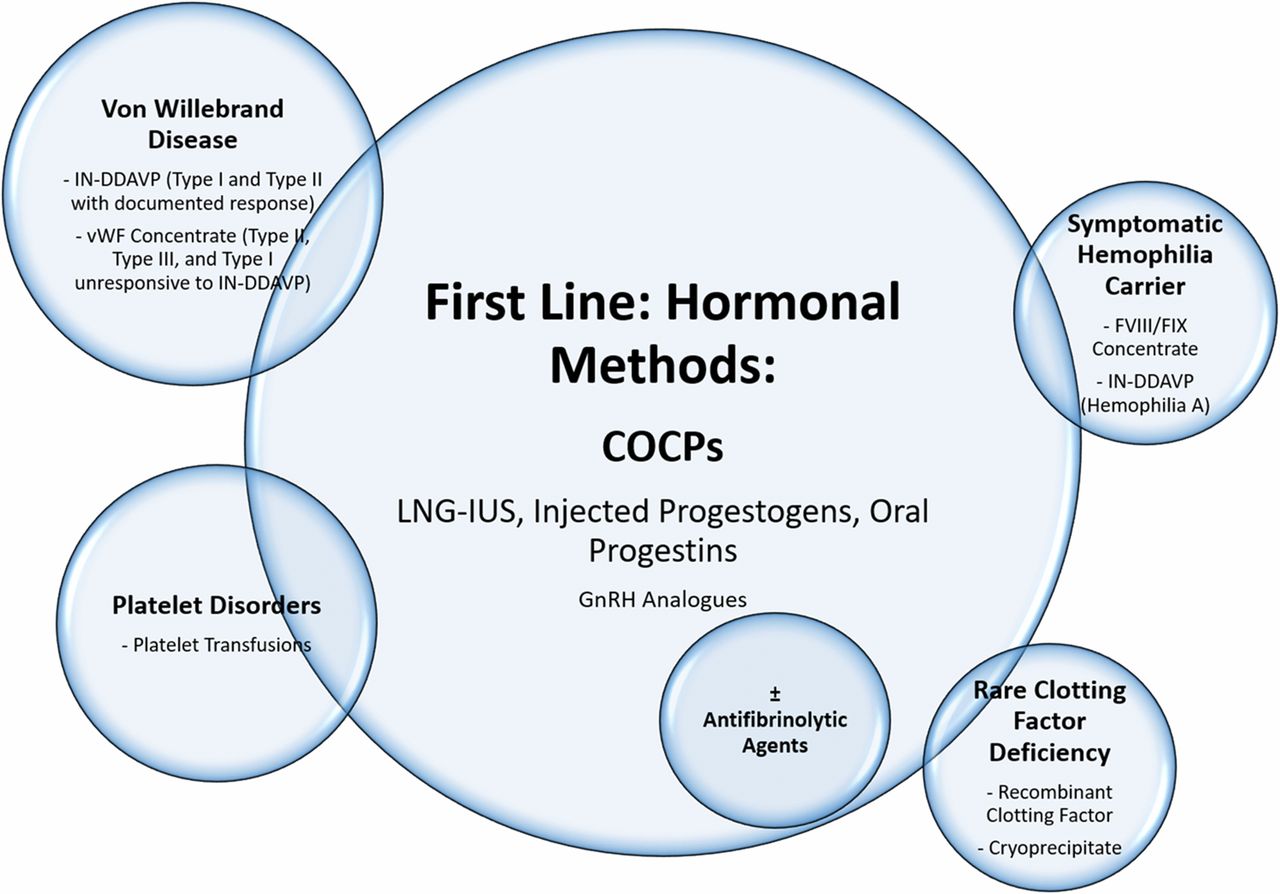 Von Willebrand
Disease
- IN-DDAVP (Type I and Type II
with documented response)
- vWF Concentrate (Type II,
Type III, and Type I
unresponsive to IN-DDAVP)
First Line: Hormonal
Methods:
COCPs
LNG-IUS, Injected Progestogens, Oral
Progestins
GnRH Analogues
Symptomatic
Hemophilia
Carrier
- FVIII/FIX
Concentrate
- IN-DDAVP
(Hemophilia A)
Platelet Disorders
- Platelet Transfusions
±
Antifibrinolytic
Agents
Rare Clotting
Factor
Deficiency
- Recombinant
Clotting Factor
- Cryoprecipitate